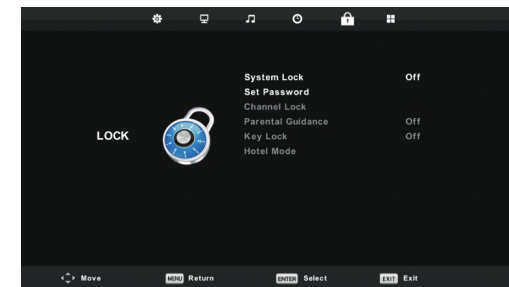 System Lock Off
Set Password
Channel Lock
Parental Guidance Off
LOCK
Key Lock Off
Hotel Mode
Move MENU Return ENTER Select EXIT Exit